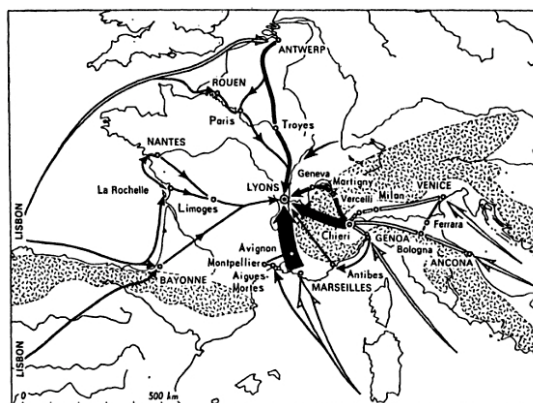 ANTWERP
ROUEN
Paris
Troyes
NANTES
La Rochelle
Limoges
LYONS
Geneva
Martigny
Vercelli
Milan
VENICE
Chieri
Ferrara
GENOA
Bologna
ANCONA
Avignon
Montpellier
Aigues-
Mortes
MARSEILLES
Antibes
LISBON
BAYONNE
LISBON
0 500 km